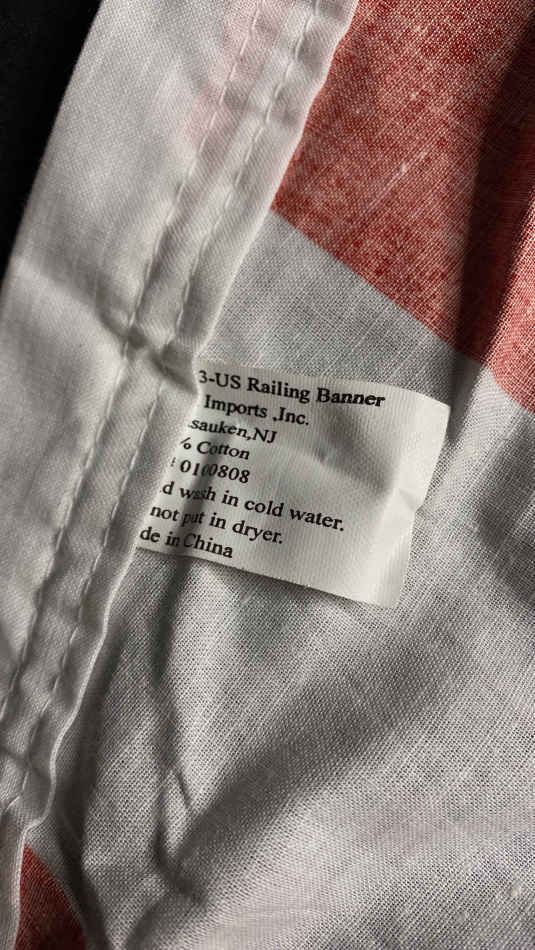 3-US Railing Banner
Imports ,Inc.
sauken,NJ
% Cotton
0100808
d wash in cold water.
not put in dryer.
de in China